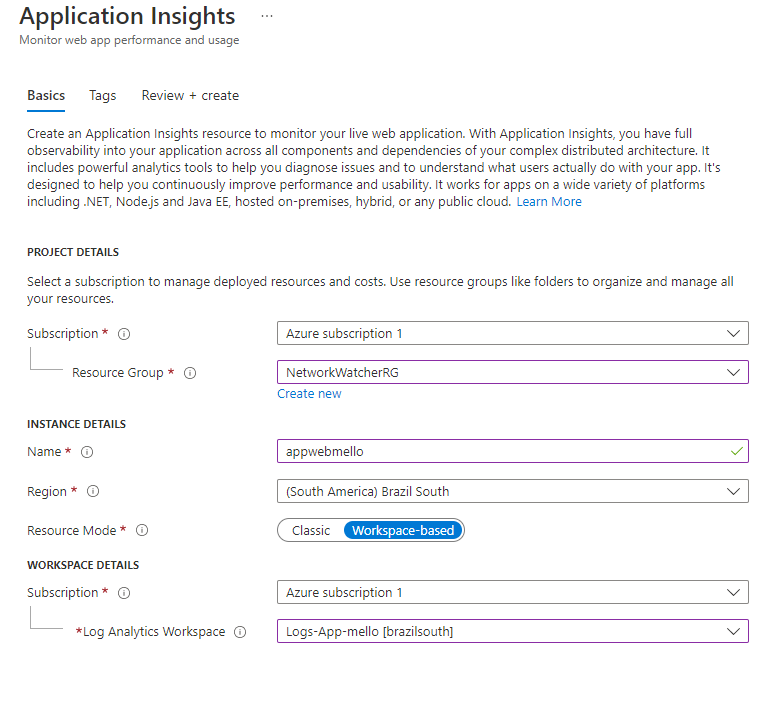 Application Insights ...
Monitor web app performance and usage
Basics Tags Review + create
Create an Application Insights resource to monitor your live web application. With Application Insights, you have full
observability into your application across all components and dependencies of your complex distributed architecture. It
includes powerful analytics tools to help you diagnose issues and to understand what users actually do with your app. It's
designed to help you continuously improve performance and usability. It works for apps on a wide variety of platforms
including .NET, Node.js and Java EE, hosted on-premises, hybrid, or any public cloud. Learn More
PROJECT DETAILS
Select a subscription to manage deployed resources and costs. Use resource groups like folders to organize and manage all
your resources.
Subscription * Azure subscription 1
Resource Group * NetworkWatcherRG
Create new
INSTANCE DETAILS
Name * appwebmello
Region * (South America) Brazil South
Resource Mode * Classic Workspace-based
WORKSPACE DETAILS
Subscription * Azure subscription 1
*Log Analytics Workspace Logs-App-mello [brazilsouth]